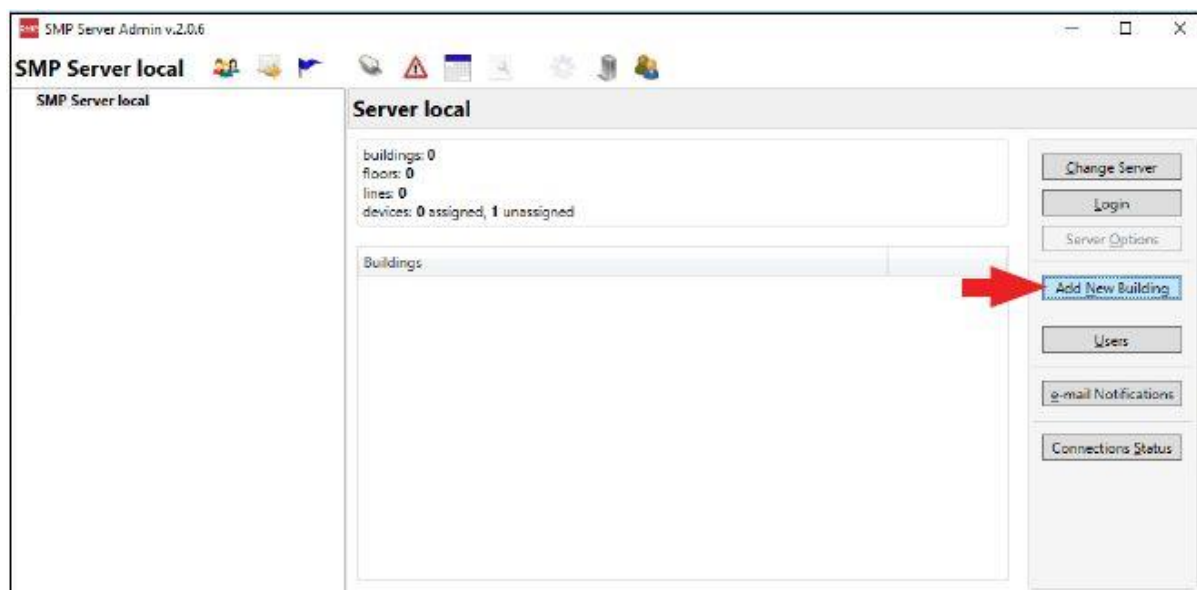 SMP Server Admin v.2.0.6
SMP Server local
SMP Server local
Server local
buildings: 0
floors: 0
lines: 0
devices: 0 assigned, 1 unassigned
Buildings
Change Server
Login
Server Options
Add New Building
Users
e-mail Notifications
Connections Status